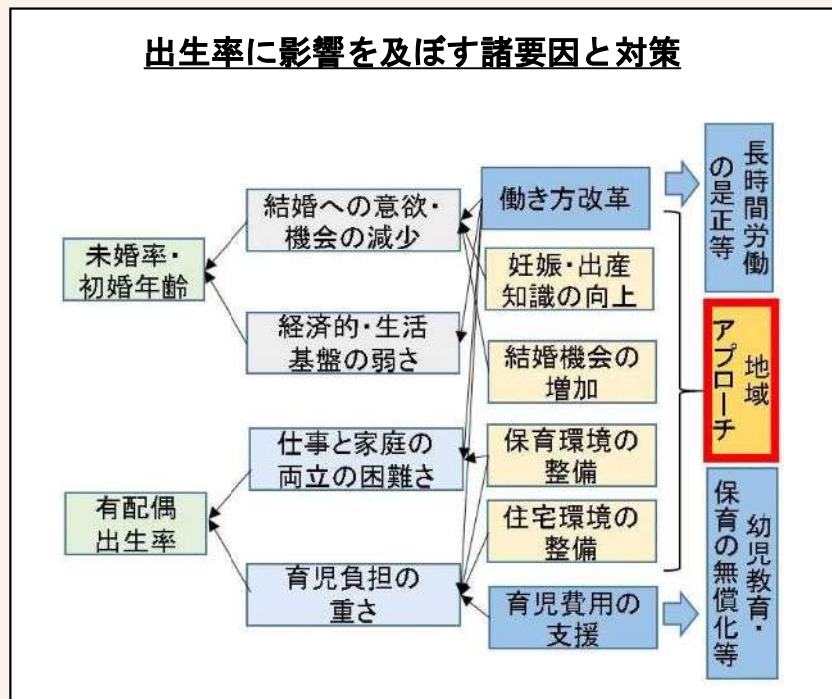 出生率に影響を及ぼす諸要因と対策
未婚率・
初婚年齢
有配偶
出生率
結婚への意欲・
機会の減少
経済的・生活
基盤の弱さ
仕事と家庭の
両立の困難さ
育児負担の
重さ
働き方改革
妊娠・出産
知識の向上
結婚機会の
増加
保育環境の
整備
住宅環境の
整備
育児費用の
支援
長時間労働
の是正等
地域
アプローチ
幼児教育・
保育の無償化等